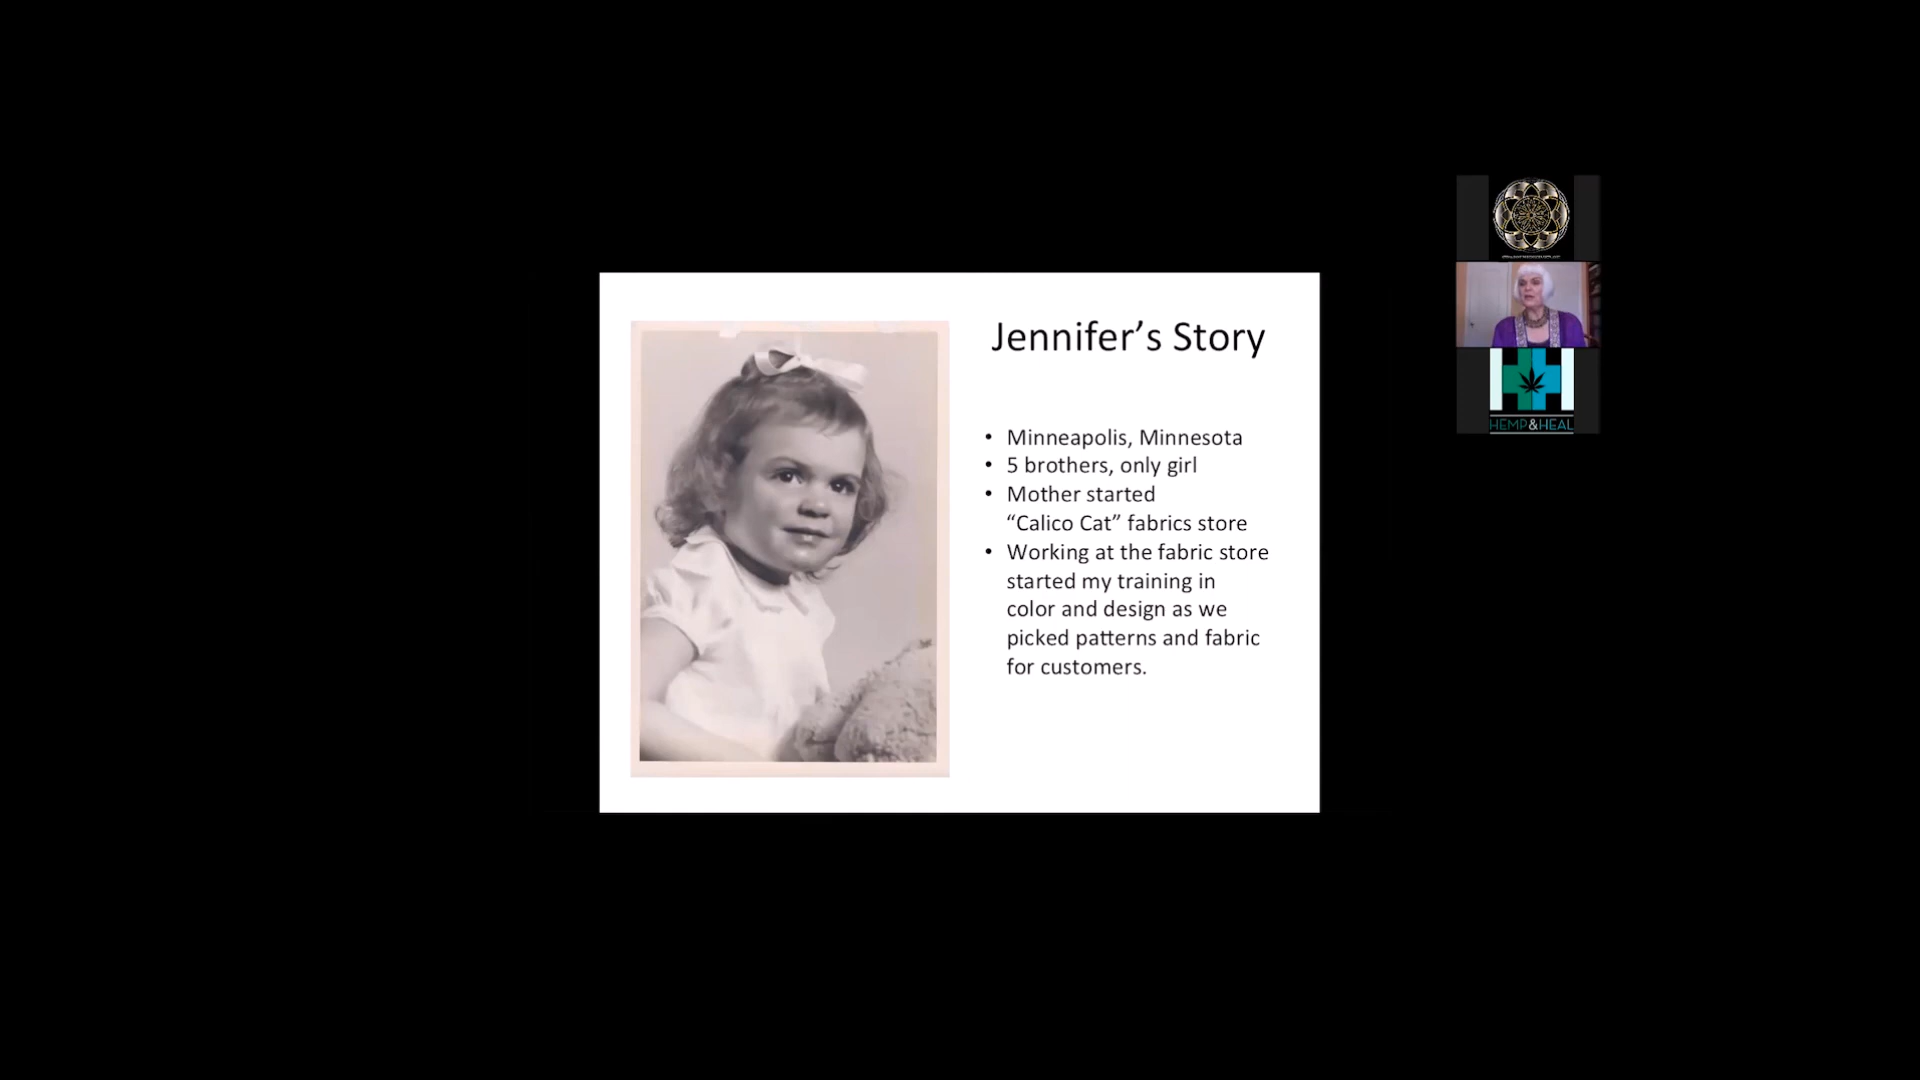 Jennifer’s Story
• Minneapolis, Minnesota
• 5 brothers, only girl
• Mother started
“Calico Cat” fabrics store
• Working at the fabric store
started my training in
color and design as we
picked patterns and fabric
for customers.
HEMP&HEAL